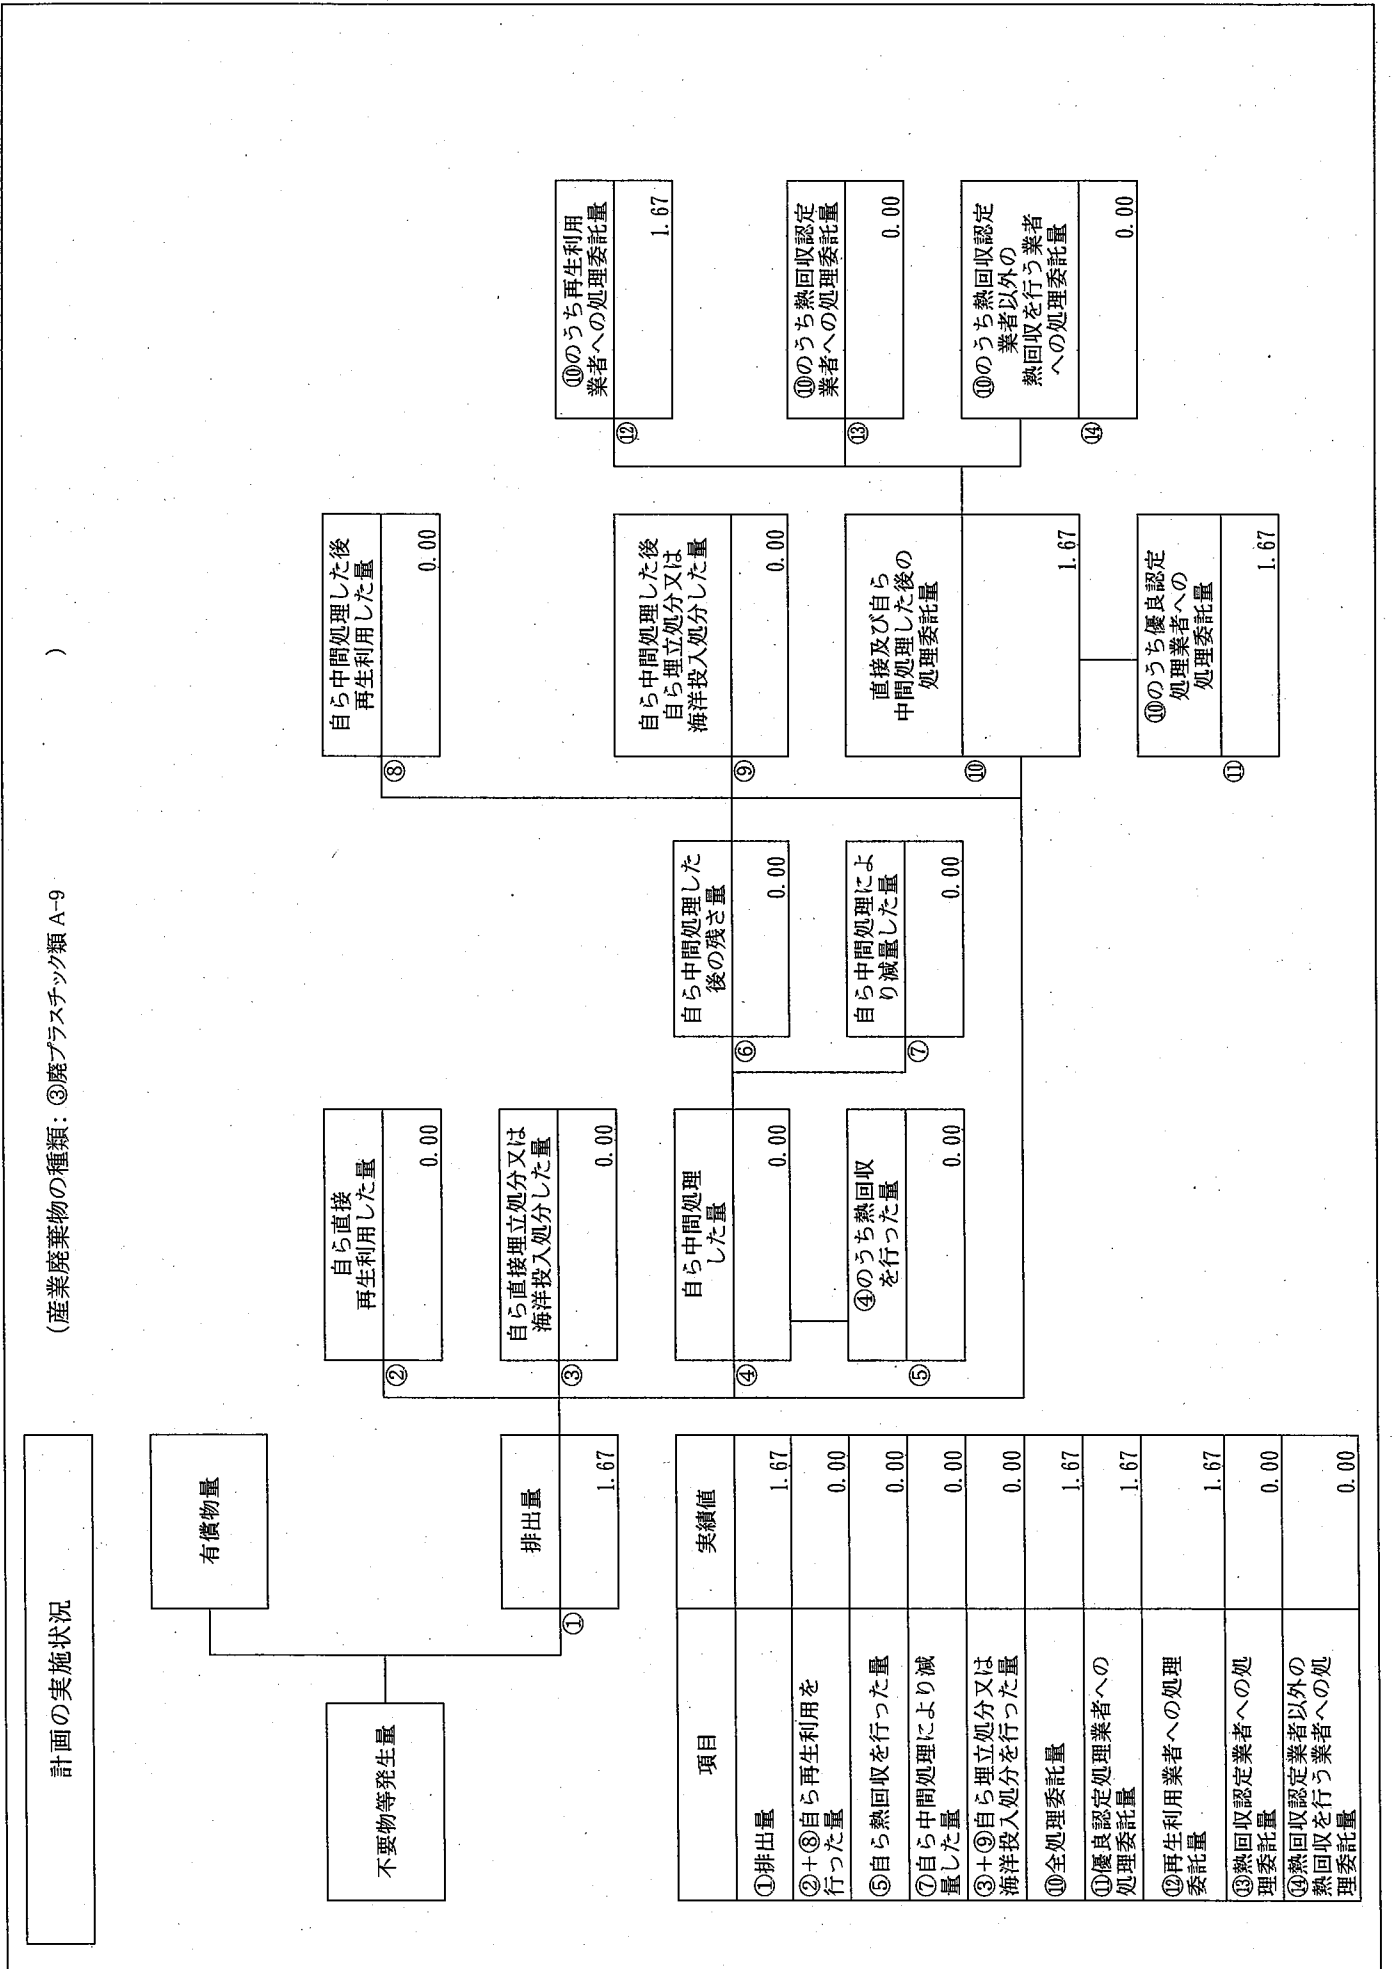 計画の実施状況
(産業廃棄物の種類：③廃プラスチック類 A-9
)
不要物等発生量
有償物量
①
排出量
1.67
②
自ら直接
再生利用した量
0.00
③
自ら直接埋立処分又は
海洋投入処分した量
0.00
④
自ら中間処理
した量
0.00
⑤
④のうち熱回収
を行った量
0.00
⑥
自ら中間処理した
後の残さ量
0.00
⑦
自ら中間処理によ
り減量した量
0.00
⑧
自ら中間処理した後
再生利用した量
0.00
⑨
自ら中間処理した後
自ら埋立処分又は
海洋投入処分した量
0.00
⑩
直接及び自ら
中間処理した後の
処理委託量
1.67
⑪
⑩のうち優良認定
処理業者への
処理委託量
1.67
⑫
⑩のうち再生利用
業者への処理委託量
1.67
⑬
⑩のうち熱回収認定
業者への処理委託量
0.00
⑭
⑩のうち熱回収認定
業者以外の
熱回収を行う業者
への処理委託量
0.00
項目 実績値
①排出量 1.67
②+⑧自ら再生利用を
行った量 0.00
⑤自ら熱回収を行った量 0.00
⑦自ら中間処理により減
量した量 0.00
③+⑨自ら埋立処分又は
海洋投入処分を行った量 0.00
⑩全処理委託量 1.67
⑪優良認定処理業者への
処理委託量 1.67
⑫再生利用業者への処理
委託量 1.67
⑬熱回収認定業者への処
理委託量 0.00
⑭熱回収認定業者以外の
熱回収を行う業者への処
理委託量 0.00